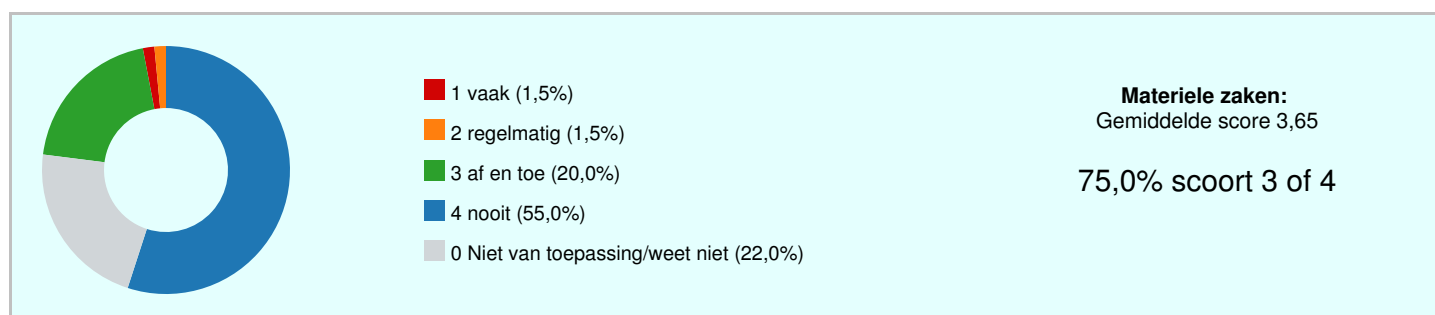 1 vaak (1,5%)
2 regelmatig (1,5%)
3 af en toe (20,0%)
4 nooit (55,0%)
0 Niet van toepassing/weet niet (22,0%)
Materiele zaken:
Gemiddelde score 3,65
75,0% scoort 3 of 4